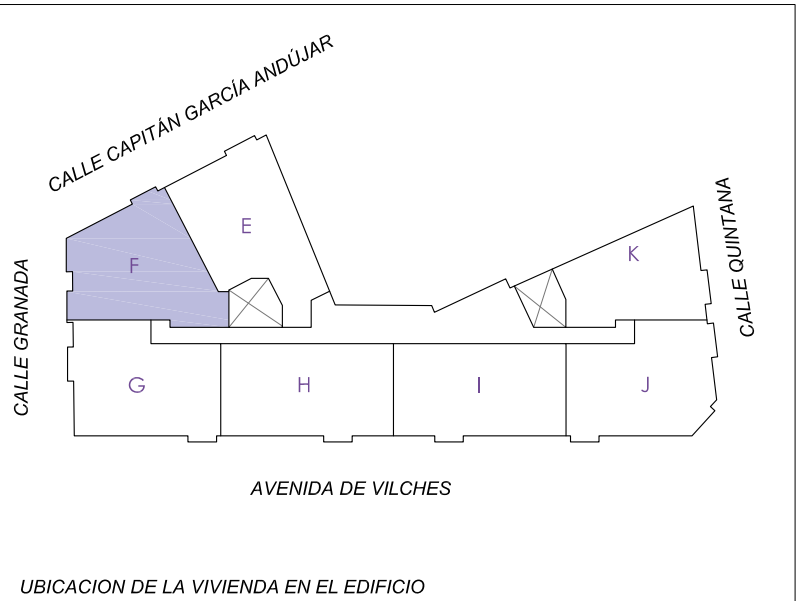 CALLE CAPITÁN GARCÍA ANDÚJAR
E
F
K
CALLE QUINTANA
CALLE GRANADA
G
H
I
J
AVENIDA DE VILCHES
UBICACION DE LA VIVIENDA EN EL EDIFICIO